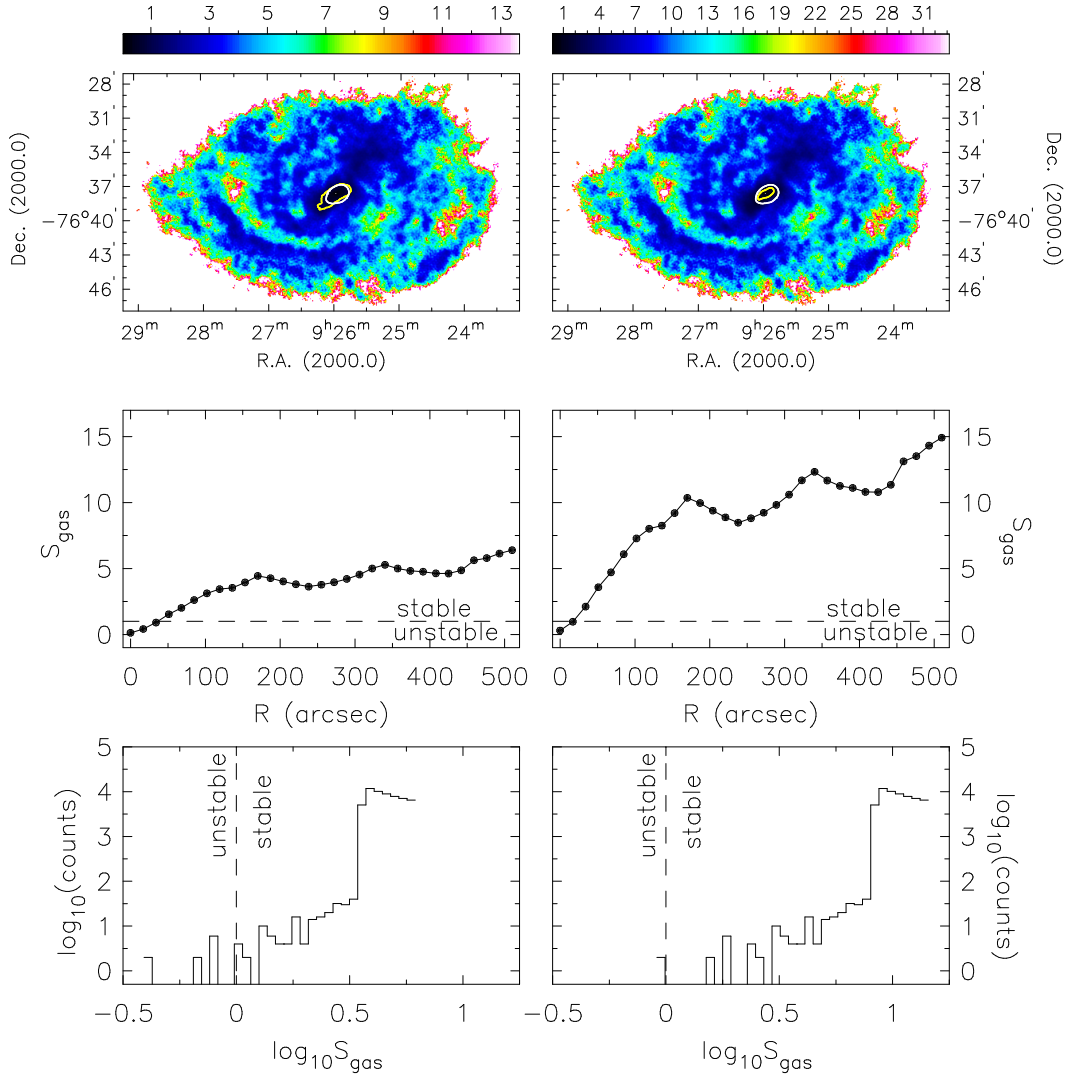 1 3 5 7 9 11 13
1 4 7 10 13 16 19 22 25 28 31
28'
31'
34'
37'
−76°40'
43'
46'
Dec. (2000.0)
28'
31'
34'
37'
−76°40'
43'
46'
Dec. (2000.0)
29ᵐ 28ᵐ 27ᵐ 9ʰ26ᵐ 25ᵐ 24ᵐ
R.A. (2000.0)
29ᵐ 28ᵐ 27ᵐ 9ʰ26ᵐ 25ᵐ 24ᵐ
R.A. (2000.0)
15
10
5
0
S_gas
stable
unstable
0 100 200 300 400 500
R (arcsec)
15
10
5
0
S_gas
stable
unstable
0 100 200 300 400 500
R (arcsec)
5
4
3
2
1
0
log₁₀(counts)
unstable
stable
−0.5 0 0.5 1
log₁₀S_gas
5
4
3
2
1
0
log₁₀(counts)
unstable
stable
−0.5 0 0.5 1
log₁₀S_gas